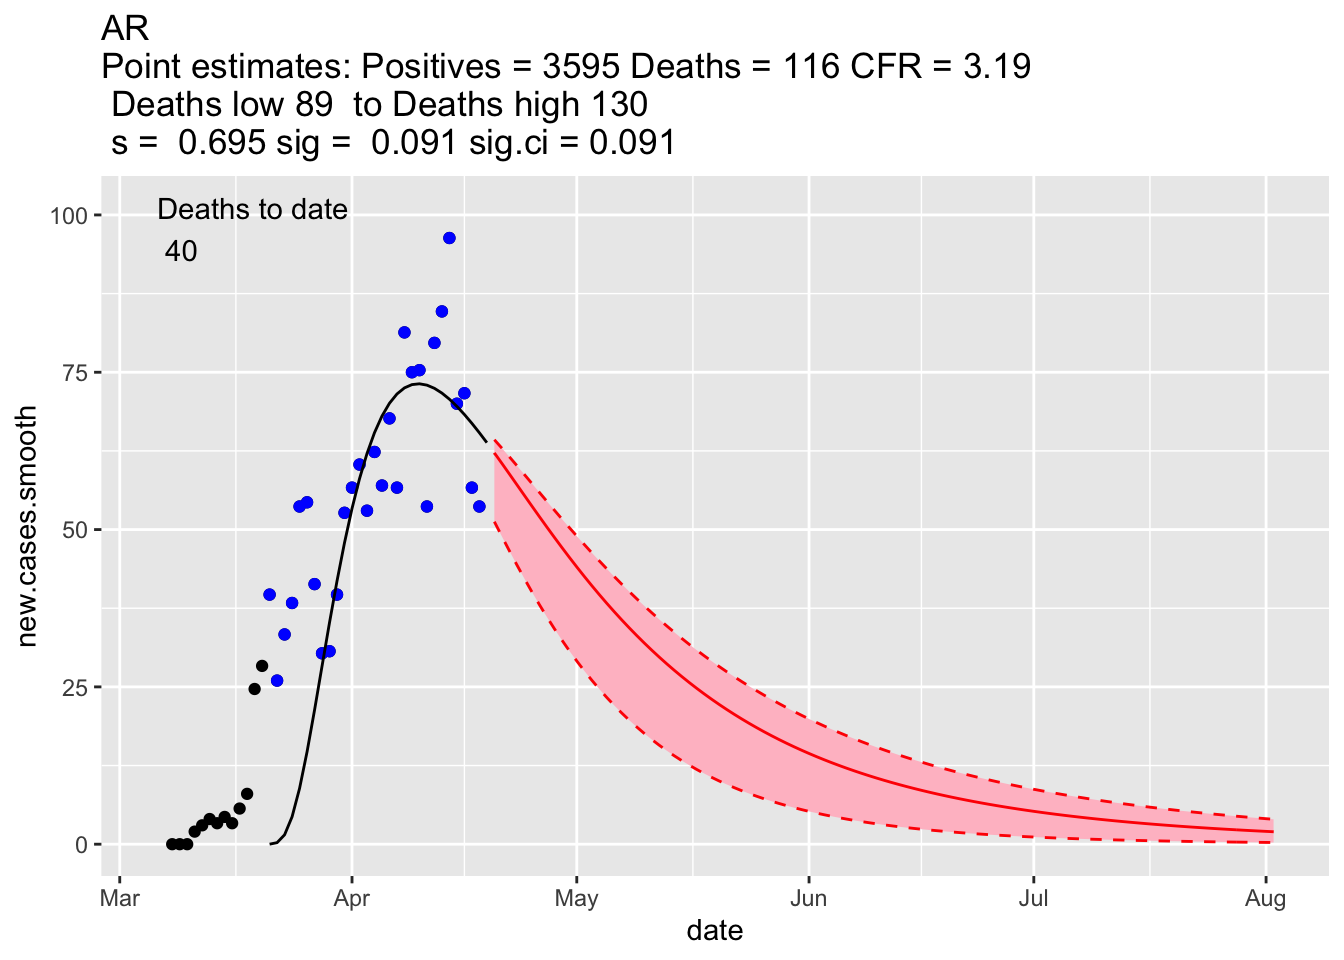 AR
Point estimates: Positives = 3595 Deaths = 116 CFR = 3.19
Deaths low 89  to Deaths high 130
s =  0.695 sig =  0.091 sig.ci = 0.091
Deaths to date
40
100
75
50
25
0
new.cases.smooth
Mar Apr May Jun Jul Aug
date